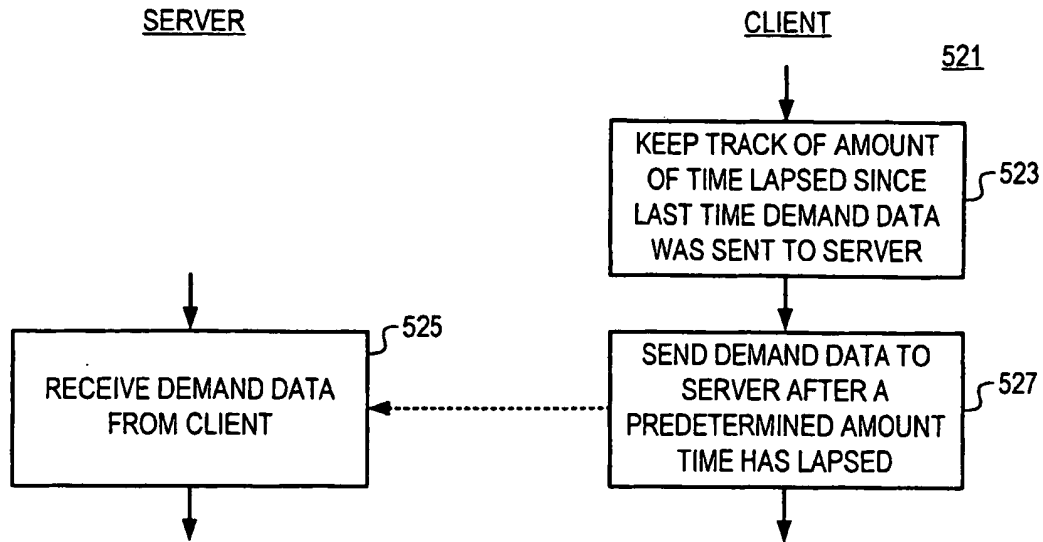 SERVER
CLIENT
521
KEEP TRACK OF AMOUNT
OF TIME LAPSED SINCE
LAST TIME DEMAND DATA
WAS SENT TO SERVER
523
525
RECEIVE DEMAND DATA
FROM CLIENT
SEND DEMAND DATA TO
SERVER AFTER A
PREDETERMINED AMOUNT
TIME HAS LAPSED
527